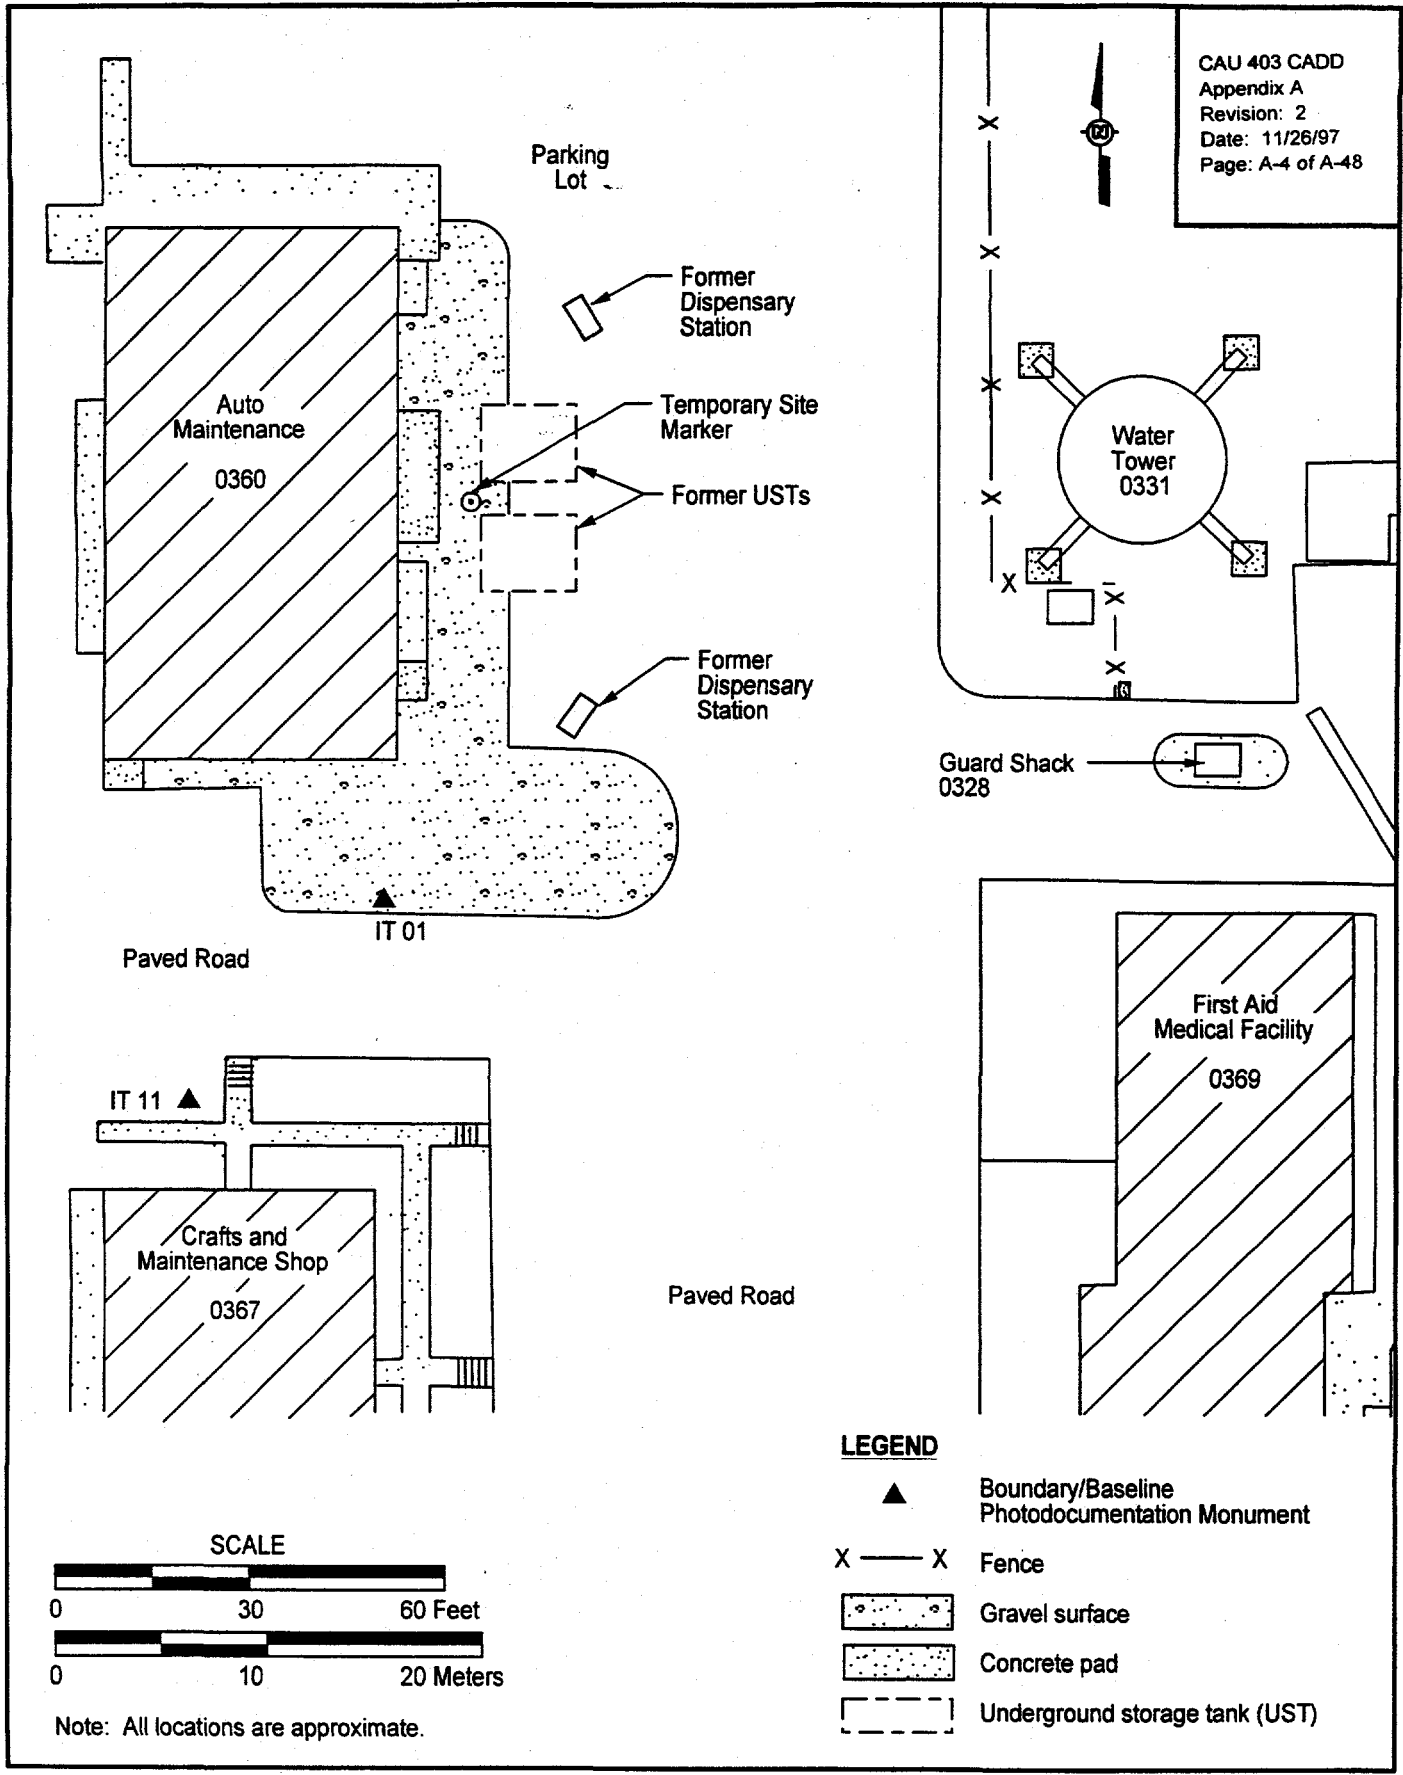 CAU 403 CADD
Appendix A
Revision: 2
Date: 11/26/97
Page: A-4 of A-48
N
Parking
Lot
Former
Dispensary
Station
Auto
Maintenance
0360
Temporary Site
Marker
Former USTs
Water
Tower
0331
X
X
X
X
X
X
X
Former
Dispensary
Station
Guard Shack
0328
IT 01
Paved Road
First Aid
Medical Facility
0369
IT 11
Crafts and
Maintenance Shop
0367
Paved Road
LEGEND
Boundary/Baseline
Photodocumentation Monument
X X Fence
Gravel surface
Concrete pad
Underground storage tank (UST)
SCALE
0 30 60 Feet
0 10 20 Meters
Note: All locations are approximate.